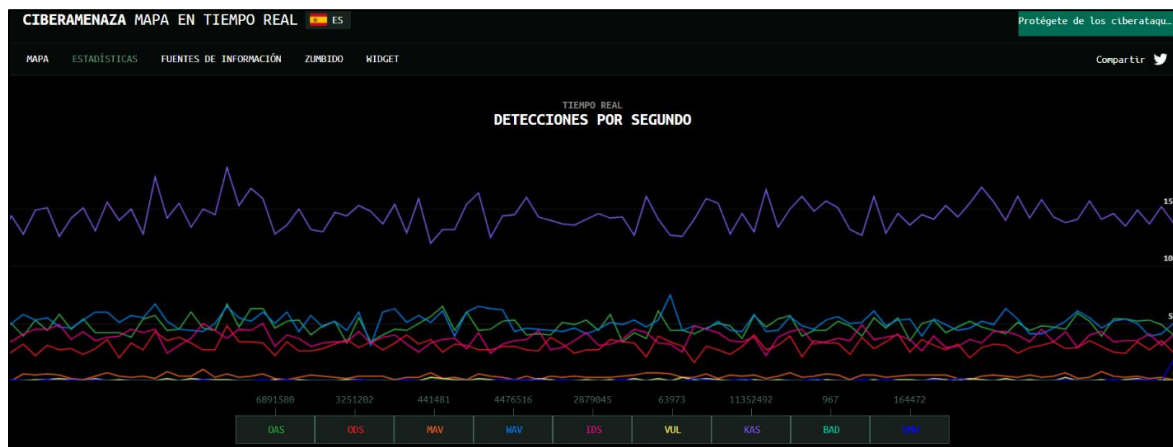 CIBERAMENAZA MAPA EN TIEMPO REAL ES
Protégete de los ciberataqu…
MAPA ESTADÍSTICAS FUENTES DE INFORMACIÓN ZUMBIDO WIDGET Compartir
TIEMPO REAL
DETECCIONES POR SEGUNDO
15
10
5
6891580 3251202 441481 4476516 2879045 63973 11352492 967 164472
OAS ODS MAV WAV IDS VUL KAS BAD